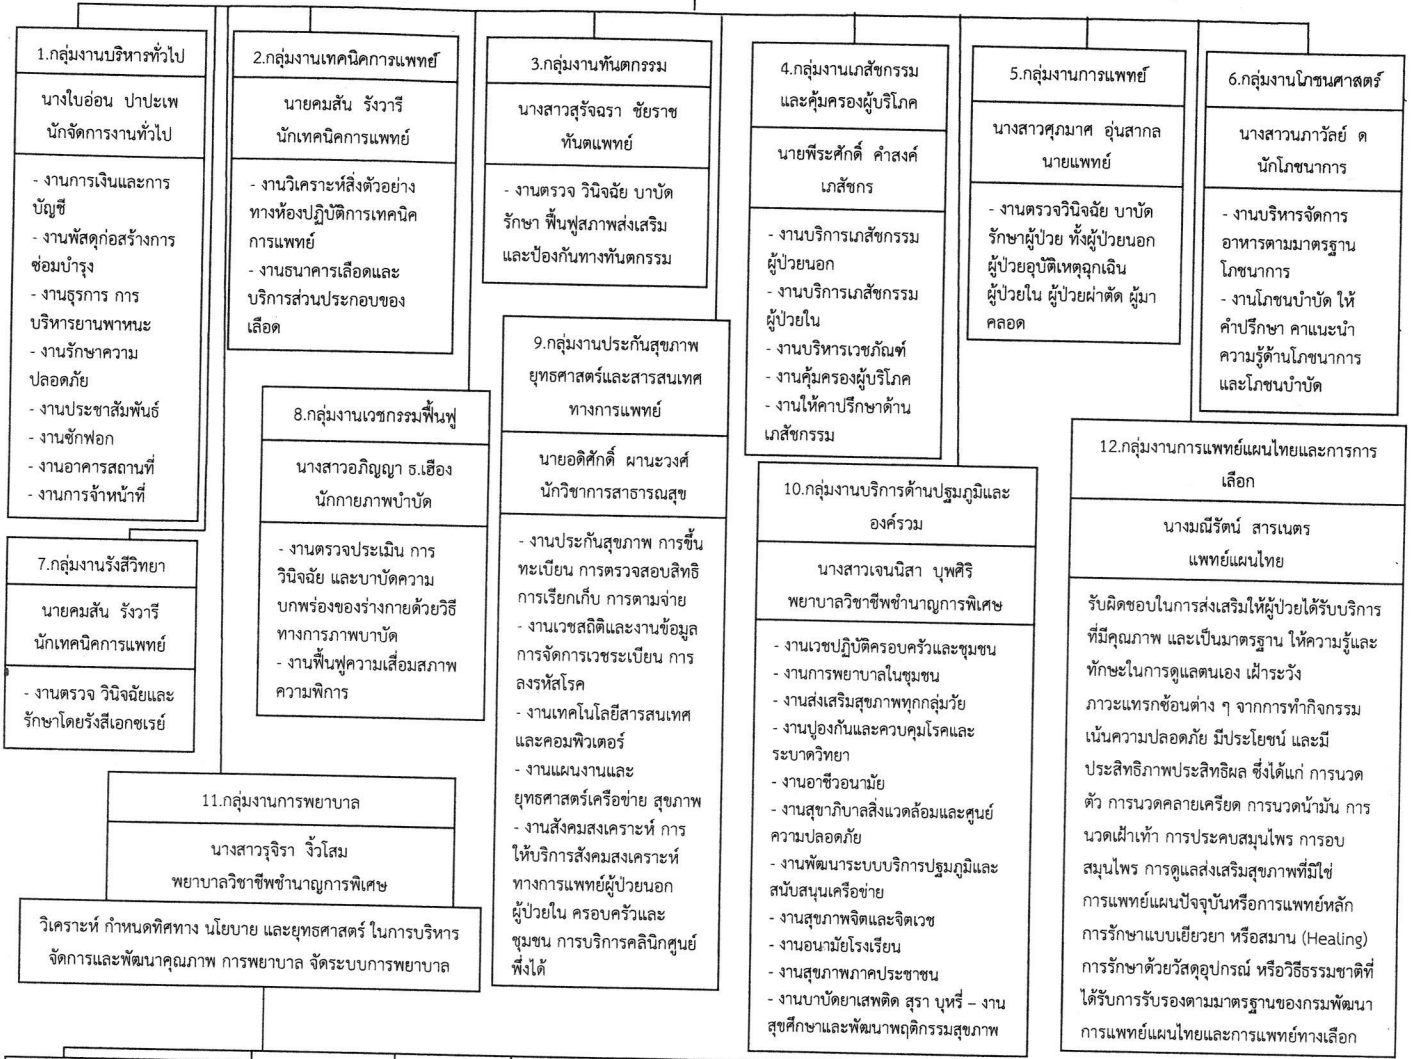 1.กลุ่มงานบริหารทั่วไป
นางใบอ่อน ปาปะเพ
นักจัดการงานทั่วไป
- งานการเงินและการ
บัญชี
- งานพัสดุก่อสร้างการ
ซ่อมบำรุง
- งานธุรการ การ
บริหารยานพาหนะ
- งานรักษาความ
ปลอดภัย
- งานประชาสัมพันธ์
- งานซักฟอก
- งานอาคารสถานที่
- งานการจ้าหน้าที่
2.กลุ่มงานเทคนิคการแพทย์
นายคมสัน รังวารี
นักเทคนิคการแพทย์
- งานวิเคราะห์สิ่งตัวอย่าง
ทางห้องปฏิบัติการเทคนิค
การแพทย์
- งานธนาคารเลือดและ
บริการส่วนประกอบของ
เลือด
3.กลุ่มงานทันตกรรม
นางสาวสุรัจฉรา ชัยราช
ทันตแพทย์
- งานตรวจ วินิจฉัย บาบัด
รักษา ฟื้นฟูสภาพส่งเสริม
และป้องกันทางทันตกรรม
4.กลุ่มงานเภสัชกรรม
และคุ้มครองผู้บริโภค
นายพีระศักดิ์ คำสงค์
เภสัชกร
- งานบริการเภสัชกรรม
ผู้ป่วยนอก
- งานบริการเภสัชกรรม
ผู้ป่วยใน
- งานบริหารเวชภัณฑ์
- งานคุ้มครองผู้บริโภค
- งานให้คาปรึกษาด้าน
เภสัชกรรม
5.กลุ่มงานการแพทย์
นางสาวศุภมาศ อุ่นสากล
นายแพทย์
- งานตรวจวินิจฉัย บาบัด
รักษาผู้ป่วย ทั้งผู้ป่วยนอก
ผู้ป่วยอุบัติเหตุฉุกเฉิน
ผู้ป่วยใน ผู้ป่วยผ่าตัด ผู้มา
คลอด
6.กลุ่มงานโภชนศาสตร์
นางสาวนภาวัลย์ ด
นักโภชนาการ
- งานบริหารจัดการ
อาหารตามมาตรฐาน
โภชนาการ
- งานโภชนบำบัด ให้
คำปรึกษา คาแนะนำ
ความรู้ด้านโภชนาการ
และโภชนบำบัด
7.กลุ่มงานรังสีวิทยา
นายคมสัน รังวารี
นักเทคนิคการแพทย์
- งานตรวจ วินิจฉัยและ
รักษาโดยรังสีเอกซเรย์
8.กลุ่มงานเวชกรรมฟื้นฟู
นางสาวอภิญญา ธ.เฮือง
นักกายภาพบำบัด
- งานตรวจประเมิน การ
วินิจฉัย และบาบัดความ
บกพร่องของร่างกายด้วยวิธี
ทางการภาพบาบัด
- งานฟื้นฟูความเสื่อมสภาพ
ความพิการ
9.กลุ่มงานประกันสุขภาพ
ยุทธศาสตร์และสารสนเทศ
ทางการแพทย์
นายอดิศักดิ์ ผานะวงศ์
นักวิชาการสาธารณสุข
- งานประกันสุขภาพ การขึ้น
ทะเบียน การตรวจสอบสิทธิ
การเรียกเก็บ การตามจ่าย
- งานเวชสถิติและงานข้อมูล
การจัดการเวชระเบียน การ
ลงรหัสโรค
- งานเทคโนโลยีสารสนเทศ
และคอมพิวเตอร์
- งานแผนงานและ
ยุทธศาสตร์เครือข่าย สุขภาพ
- งานสังคมสงเคราะห์ การ
ให้บริการสังคมสงเคราะห์
ทางการแพทย์ผู้ป่วยนอก
ผู้ป่วยใน ครอบครัวและ
ชุมชน การบริการคลินิกศูนย์
พึ่งได้
10.กลุ่มงานบริการด้านปฐมภูมิและ
องค์รวม
นางสาวเจนนิสา บุพศิริ
พยาบาลวิชาชีพชำนาญการพิเศษ
- งานเวชปฏิบัติครอบครัวและชุมชน
- งานการพยาบาลในชุมชน
- งานส่งเสริมสุขภาพทุกกลุ่มวัย
- งานปูองกันและควบคุมโรคและ
ระบาดวิทยา
- งานอาชีวอนามัย
- งานสุขาภิบาลสิ่งแวดล้อมและศูนย์
ความปลอดภัย
- งานพัฒนาระบบบริการปฐมภูมิและ
สนับสนุนเครือข่าย
- งานสุขภาพจิตและจิตเวช
- งานอนามัยโรงเรียน
- งานสุขภาพภาคประชาชน
- งานบาบัดยาเสพติด สุรา บุหรี่ – งาน
สุขศึกษาและพัฒนาพฤติกรรมสุขภาพ
11.กลุ่มงานการพยาบาล
นางสาวรุจิรา งิ้วโสม
พยาบาลวิชาชีพชำนาญการพิเศษ
วิเคราะห์ กำหนดทิศทาง นโยบาย และยุทธศาสตร์ ในการบริหาร
จัดการและพัฒนาคุณภาพ การพยาบาล จัดระบบการพยาบาล
12.กลุ่มงานการแพทย์แผนไทยและการการ
เลือก
นางมณีรัตน์ สารเนตร
แพทย์แผนไทย
รับผิดชอบในการส่งเสริมให้ผู้ป่วยได้รับบริการ
ที่มีคุณภาพ และเป็นมาตรฐาน ให้ความรู้และ
ทักษะในการดูแลตนเอง เฝ้าระวัง
ภาวะแทรกซ้อนต่าง ๆ จากการทำกิจกรรม
เน้นความปลอดภัย มีประโยชน์ และมี
ประสิทธิภาพประสิทธิผล ซึ่งได้แก่ การนวด
ตัว การนวดคลายเครียด การนวดน้ามัน การ
นวดเฝ้าเท้า การประคบสมุนไพร การอบ
สมุนไพร การดูแลส่งเสริมสุขภาพที่มิใช่
การแพทย์แผนปัจจุบันหรือการแพทย์หลัก
การรักษาแบบเยียวยา หรือสมาน (Healing)
การรักษาด้วยวัสดุอุปกรณ์ หรือวิธีธรรมชาติที่
ได้รับการรับรองตามมาตรฐานของกรมพัฒนา
การแพทย์แผนไทยและการแพทย์ทางเลือก